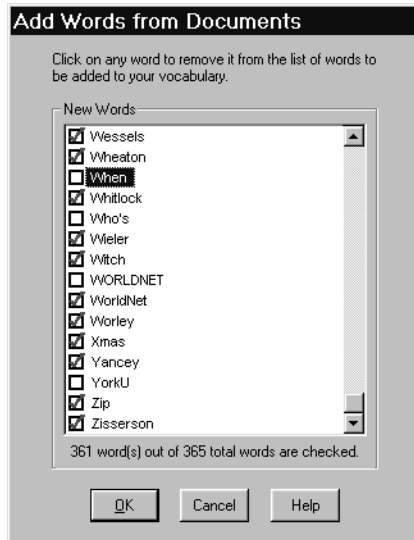 Add Words from Documents
Click on any word to remove it from the list of words to
be added to your vocabulary.
New Words
Wessels
Wheaton
When
Whitlock
Who's
Wieler
Witch
WORLDNET
WorldNet
Worley
Xmas
Yancey
YorkU
Zip
Zisserson
361 word(s) out of 365 total words are checked.
OK Cancel Help